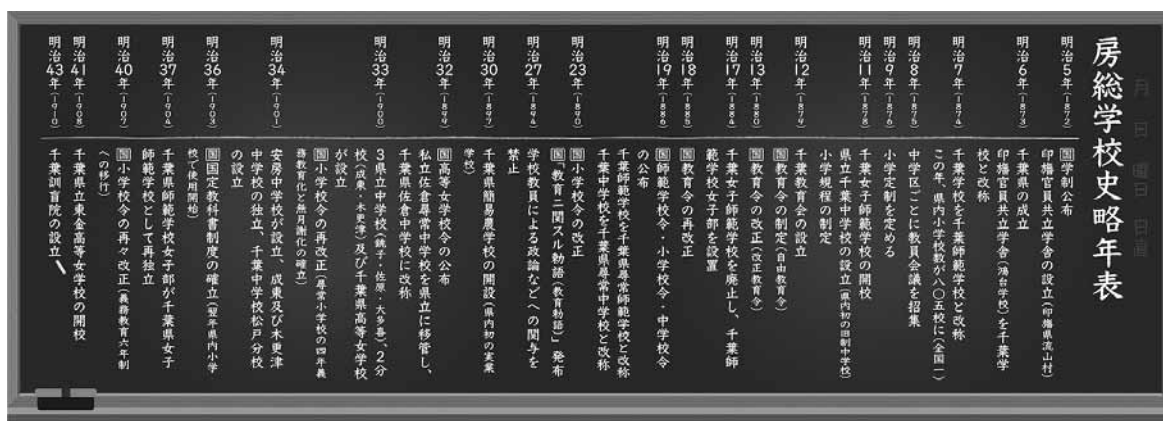 房総学校史略年表
月 日 曜日 日直
明治5年(1872)
国学制公布
印旛官員共立学舎の設立(印旛県流山村)
明治6年(1873)
千葉県の成立
印旛官員共立学舎(鴻台学校)を千葉学
校と改称
明治7年(1874)
千葉学校を千葉師範学校と改称
この年、県内小学校数が八〇五校に(全国一)
明治8年(1875)
中学区ごとに教員会議を招集
明治9年(1876)
小学定制を定める
明治11年(1878)
千葉女子師範学校の開校
県立千葉中学校の設立(県内初の旧制中学校)
小学規程の制定
明治12年(1879)
千葉教育会の設立
国教育令の制定(自由教育令)
明治13年(1880)
国教育令の改正(改正教育令)
明治17年(1884)
千葉女子師範学校を廃止し、千葉師
範学校女子部を設置
明治18年(1885)
国教育令の再改正
明治19年(1886)
国師範学校令・小学校令・中学校令
の公布
千葉師範学校を千葉県尋常師範学校と改称
千葉中学校を千葉県尋常中学校と改称
明治23年(1890)
国小学校令の改正
国「教育ニ関スル勅語(教育勅語)」発布
明治27年(1894)
学校教員による政論などへの関与を
禁止
明治30年(1897)
千葉県簡易農学校の開設(県内初の実業
学校)
明治32年(1899)
国高等女学校令の公布
私立佐倉尋常中学校を県立に移管し、
千葉県佐倉中学校に改称
明治33年(1900)
3県立中学校(銚子・佐原・大多喜)、2分
校(成東・木更津)及び千葉県高等女学校
が設立
国小学校令の再改正(尋常小学校の四年義
務教育化と無月謝化の確立)
明治34年(1901)
安房中学校が設立、成東及び木更津
中学校の独立、千葉中学校松戸分校
の設立
明治36年(1903)
国国定教科書制度の確立(翌年県内小学
校で使用開始)
明治37年(1904)
千葉県師範学校女子部が千葉県女子
師範学校として再独立
明治40年(1907)
国小学校令の再々改正(義務教育六年制
への移行)
明治41年(1908)
千葉県立東金高等女学校の開校
明治43年(1910)
千葉訓盲院の設立